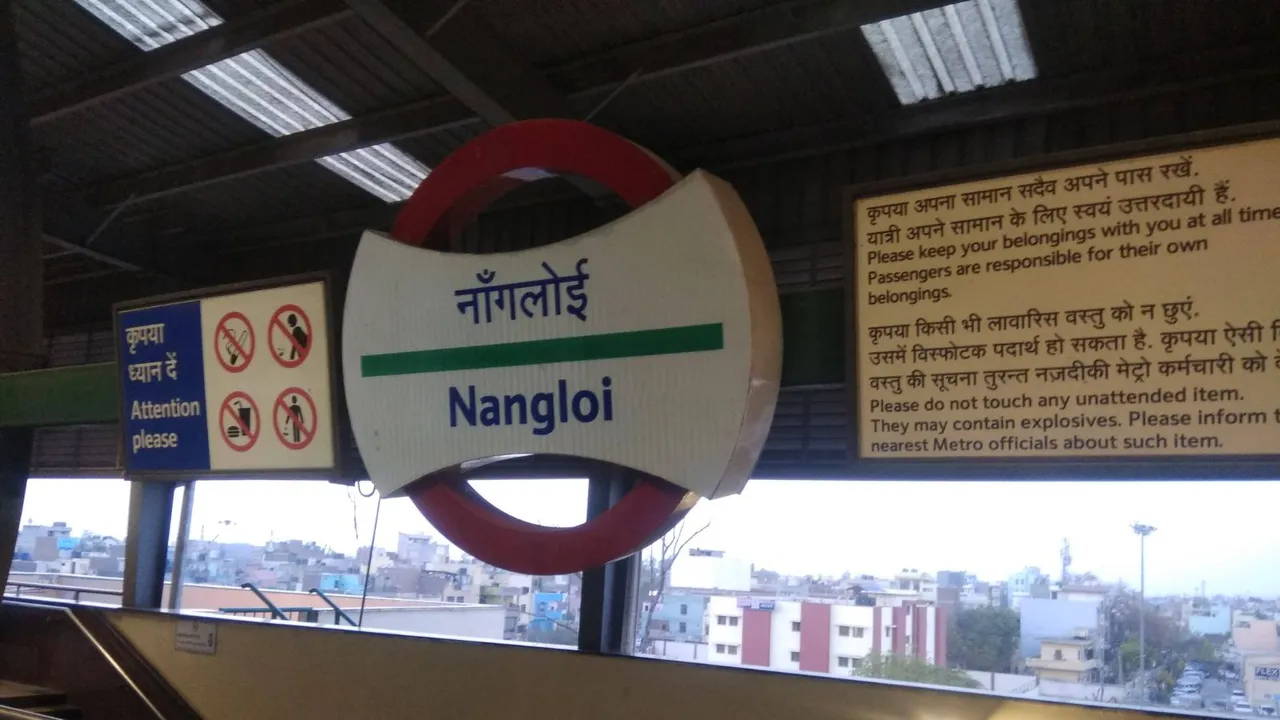 कृपया
ध्यान दें
Attention
please
नाँगलोई
Nangloi
कृपया अपना सामान सदैव अपने पास रखें.
यात्री अपने सामान के लिए स्वयं उत्तरदायी हैं.
Please keep your belongings with you at all time
Passengers are responsible for their own
belongings.
कृपया किसी भी लावारिस वस्तु को न छुएं.
उसमें विस्फोटक पदार्थ हो सकता है. कृपया ऐसी
वस्तु की सूचना तुरन्त नज़दीकी मेट्रो कर्मचारी को
Please do not touch any unattended item.
They may contain explosives. Please inform
nearest Metro officials about such item.